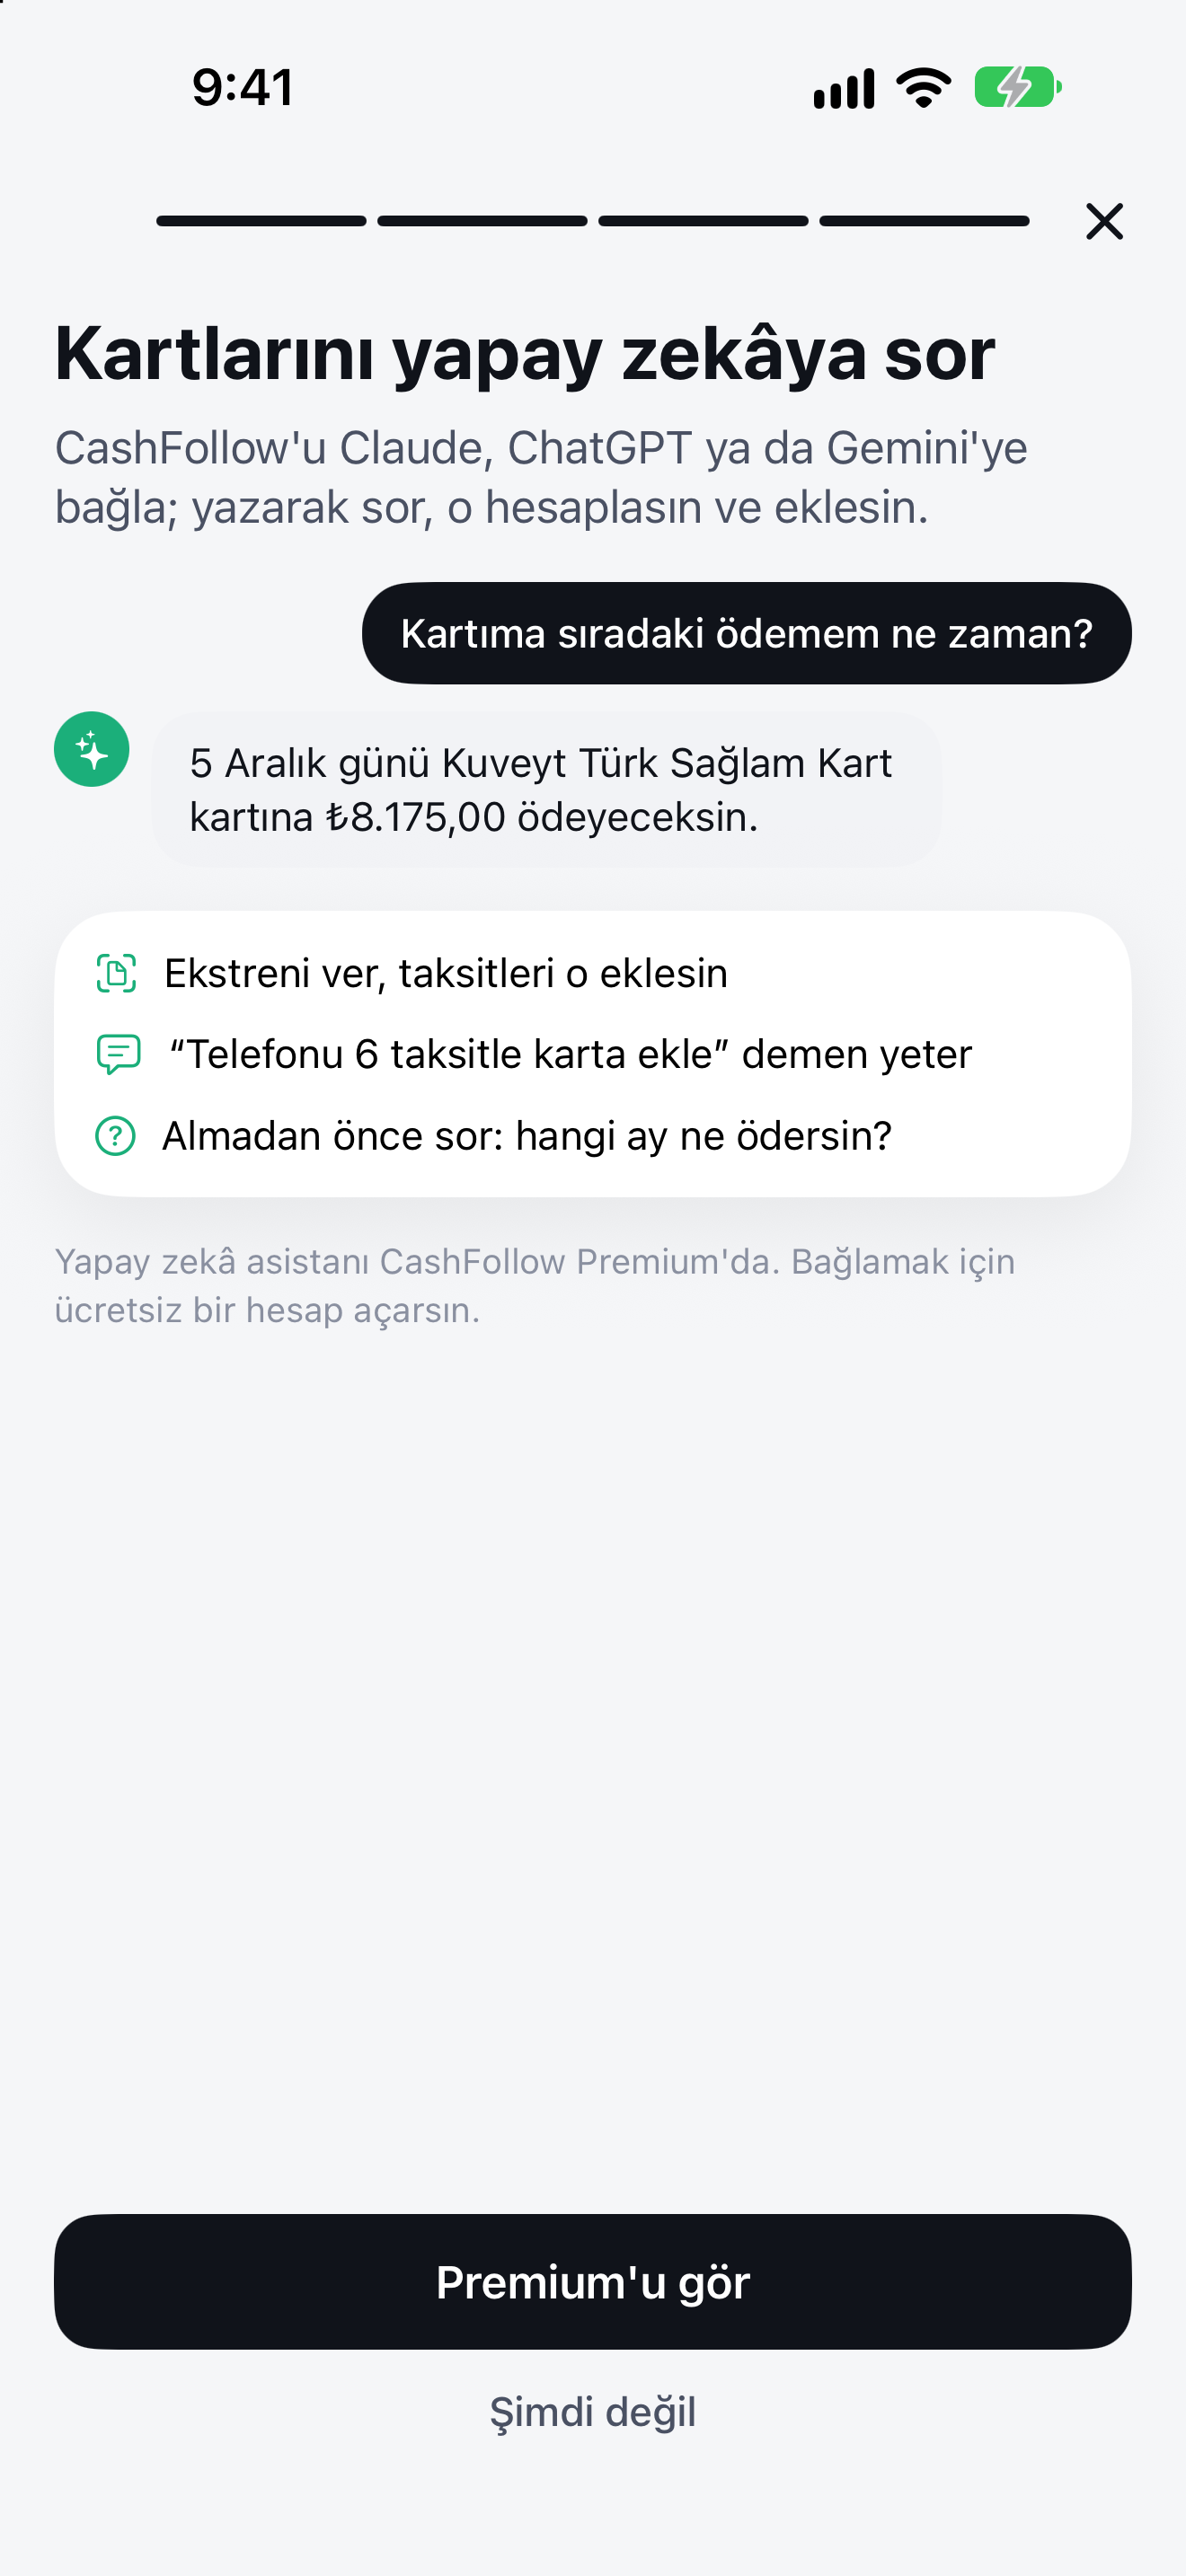 9:41
Kartlarını yapay zekâya sor
CashFollow'u Claude, ChatGPT ya da Gemini'ye
bağla; yazarak sor, o hesaplasın ve eklesin.
Kartıma sıradaki ödemem ne zaman?
5 Aralık günü Kuveyt Türk Sağlam Kart
kartına ₺8.175,00 ödeyeceksin.
Ekstreni ver, taksitleri o eklesin
“Telefonu 6 taksitle karta ekle” demen yeter
Almadan önce sor: hangi ay ne ödersin?
Yapay zekâ asistanı CashFollow Premium'da. Bağlamak için
ücretsiz bir hesap açarsın.
Premium'u gör
Şimdi değil